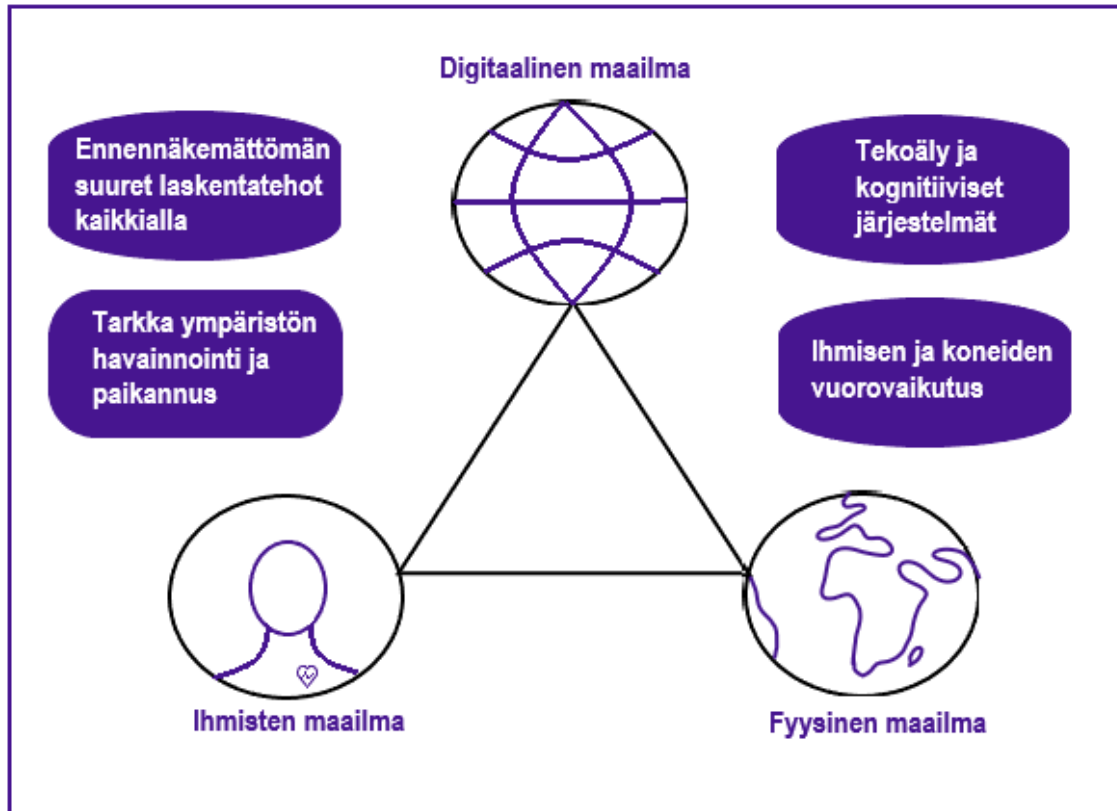 Digitaalinen maailma
Ennennäkemättömän
suuret laskentatehot
kaikkialla
Tekoäly ja
kognitiiviset
järjestelmät
Tarkka ympäristön
havainnointi ja
paikannus
Ihmisen ja koneiden
vuorovaikutus
Ihmisten maailma
Fyysinen maailma